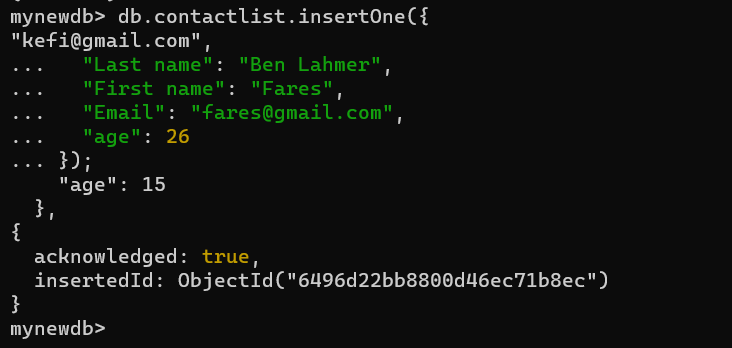 mynewdb> db.contactlist.insertOne({
"kefi@gmail.com",
...   "Last name": "Ben Lahmer",
...   "First name": "Fares",
...   "Email": "fares@gmail.com",
...   "age": 26
... });
    "age": 15
  },
{
  acknowledged: true,
  insertedId: ObjectId("6496d22bb8800d46ec71b8ec")
}
mynewdb>